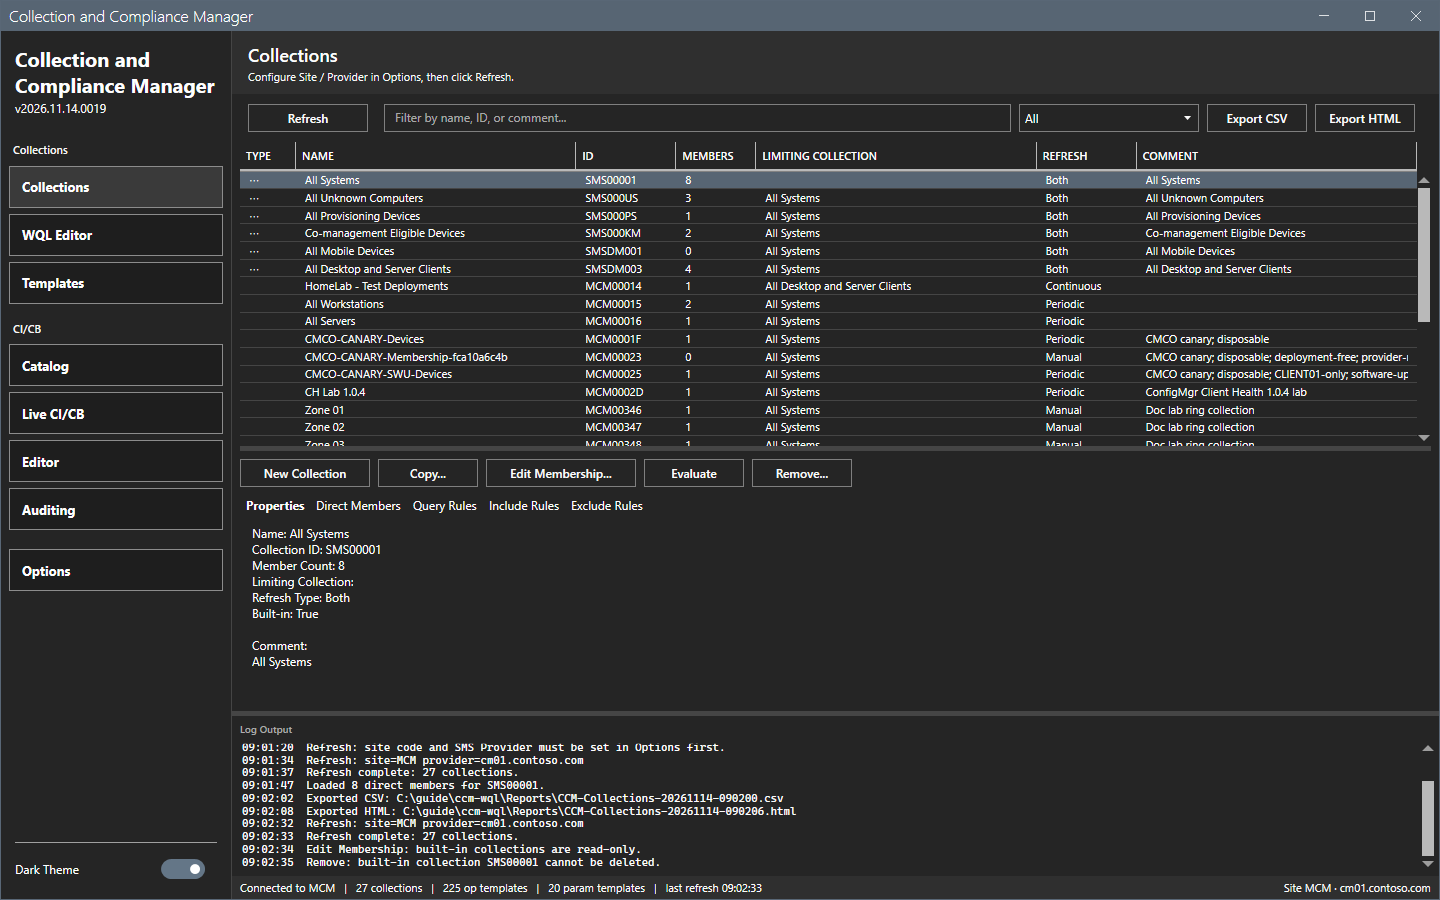 Collection and Compliance Manager
Collection and
Compliance Manager
v2026.11.14.0019
Collections
Collections
WQL Editor
Templates
CI/CB
Catalog
Live CI/CB
Editor
Auditing
Options
Dark Theme
Collections
Configure Site / Provider in Options, then click Refresh.
Refresh
Filter by name, ID, or comment...
All
Export CSV
Export HTML
TYPE NAME ID MEMBERS LIMITING COLLECTION REFRESH COMMENT
... All Systems SMS00001 8 Both All Systems
... All Unknown Computers SMS000US 3 All Systems Both All Unknown Computers
... All Provisioning Devices SMS000PS 1 All Systems Both All Provisioning Devices
... Co-management Eligible Devices SMS000KM 2 All Systems Both Co-management Eligible Devices
... All Mobile Devices SMSDM001 0 All Systems Both All Mobile Devices
... All Desktop and Server Clients SMSDM003 4 All Systems Both All Desktop and Server Clients
HomeLab - Test Deployments MCM00014 1 All Desktop and Server Clients Continuous
All Workstations MCM00015 2 All Systems Periodic
All Servers MCM00016 1 All Systems Periodic
CMCO-CANARY-Devices MCM0001F 1 All Systems Periodic CMCO canary; disposable
CMCO-CANARY-Membership-fca10a6c4b MCM00023 0 All Systems Manual CMCO canary; disposable; deployment-free; provider-r
CMCO-CANARY-SWU-Devices MCM00025 1 All Systems Periodic CMCO canary; disposable; CLIENT01-only; software-up
CH Lab 1.0.4 MCM0002D 1 All Systems Periodic ConfigMgr Client Health 1.0.4 lab
Zone 01 MCM00346 1 All Systems Manual Doc lab ring collection
Zone 02 MCM00347 1 All Systems Manual Doc lab ring collection
Zone 03 MCM00348 1 All Systems Manual Doc lab ring collection
New Collection
Copy...
Edit Membership...
Evaluate
Remove...
Properties Direct Members Query Rules Include Rules Exclude Rules
Name: All Systems
Collection ID: SMS00001
Member Count: 8
Limiting Collection:
Refresh Type: Both
Built-in: True
Comment:
All Systems
Log Output
09:01:20 Refresh: site code and SMS Provider must be set in Options first.
09:01:34 Refresh: site=MCM provider=cm01.contoso.com
09:01:37 Refresh complete: 27 collections.
09:01:47 Loaded 8 direct members for SMS00001.
09:02:02 Exported CSV: C:\guide\ccm-wql\Reports\CCM-Collections-20261114-090200.csv
09:02:08 Exported HTML: C:\guide\ccm-wql\Reports\CCM-Collections-20261114-090206.html
09:02:32 Refresh: site=MCM provider=cm01.contoso.com
09:02:33 Refresh complete: 27 collections.
09:02:34 Edit Membership: built-in collections are read-only.
09:02:35 Remove: built-in collection SMS00001 cannot be deleted.
Connected to MCM | 27 collections | 225 op templates | 20 param templates | last refresh 09:02:33
Site MCM · cm01.contoso.com